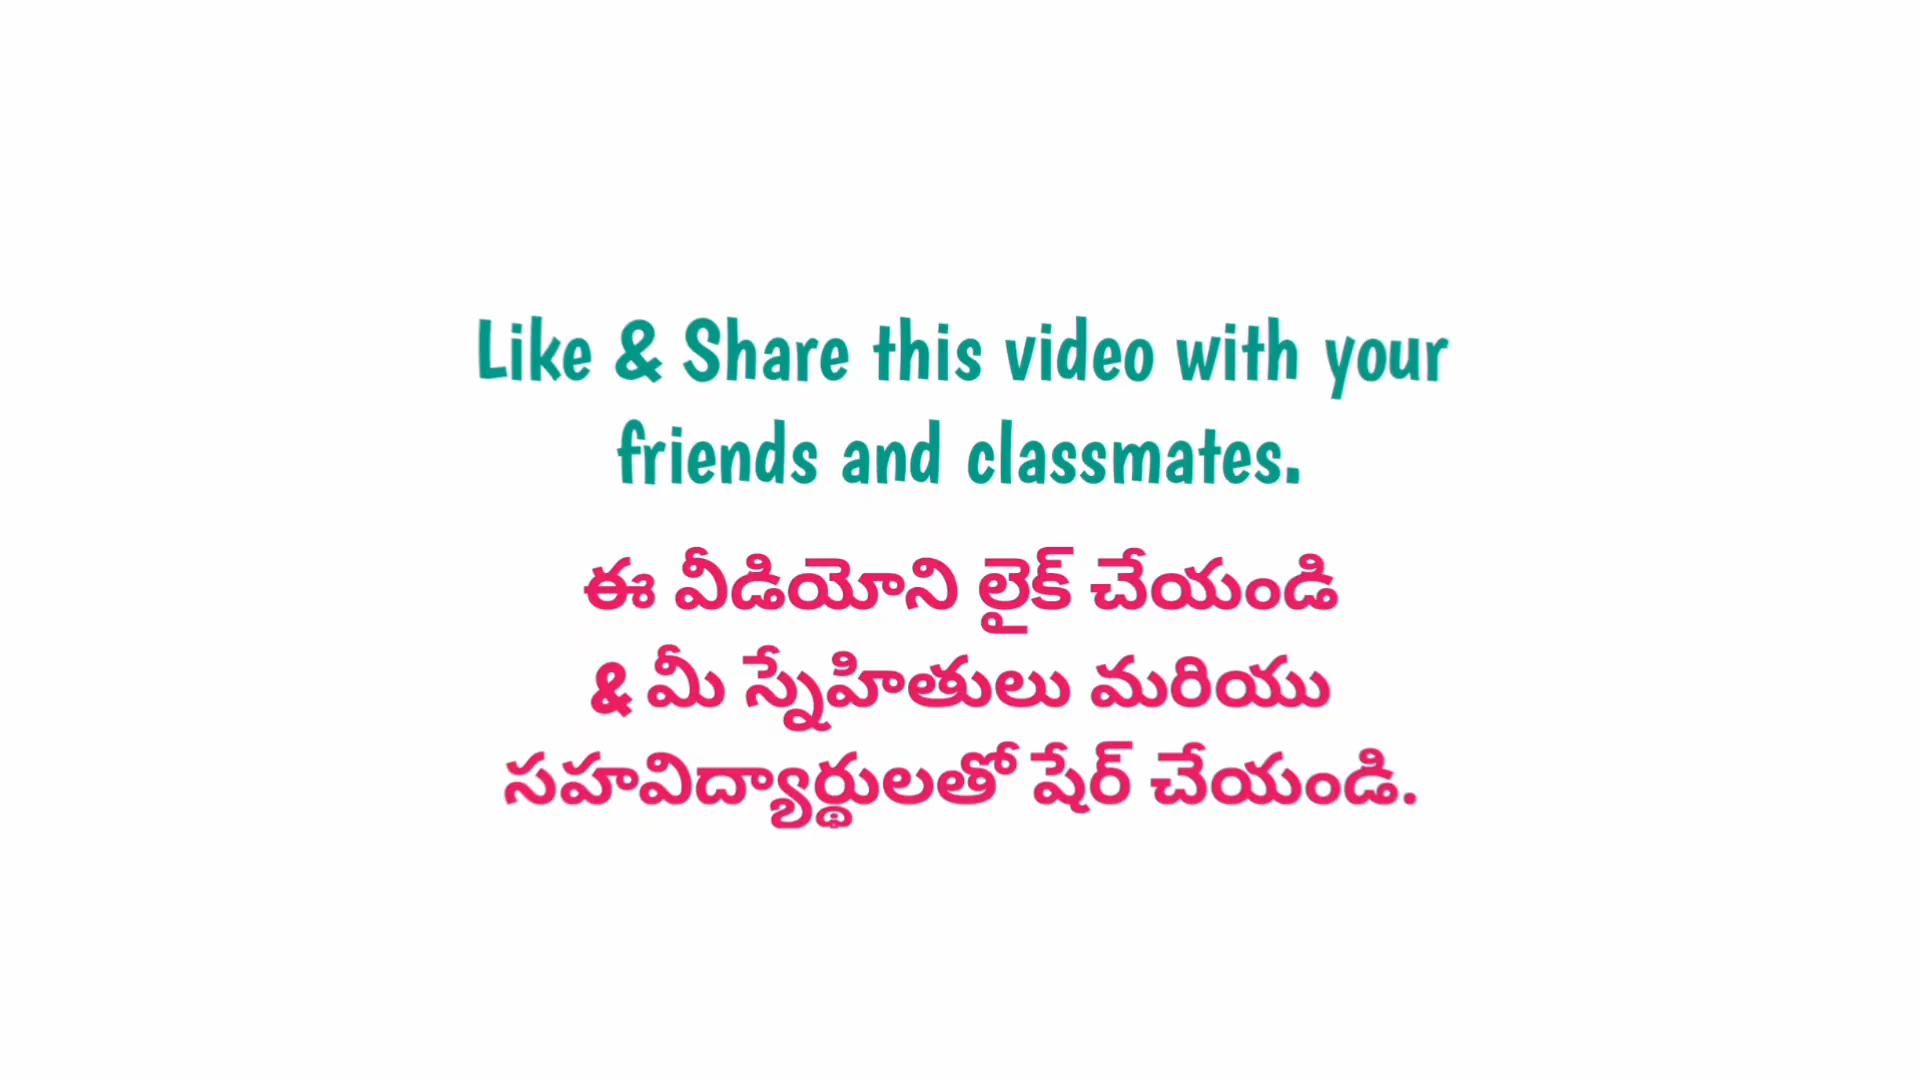 Like & Share this video with your
friends and classmates.
ఈ వీడియోని లైక్ చేయండి
& మీ స్నేహితులు మరియు
సహవిద్యార్థులతో షేర్ చేయండి.